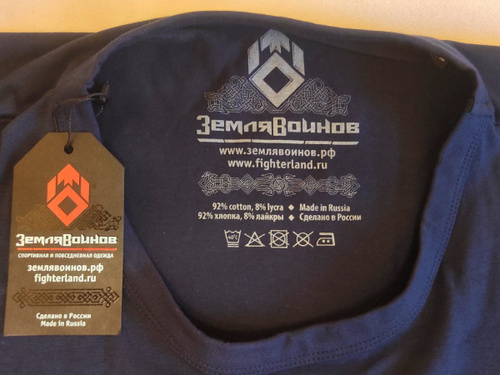 ЗемляВоинов
www.землявоинов.рф
www.fighterland.ru
92% cotton, 8% lycra ◆ Made in Russia
92% хлопка, 8% лайкры ◆ Сделано в России
40°C
ЗемляВоинов
СПОРТИВНАЯ И ПОВСЕДНЕВНАЯ ОДЕЖДА
землявоинов.рф
fighterland.ru
Сделано в России
Made in Russia